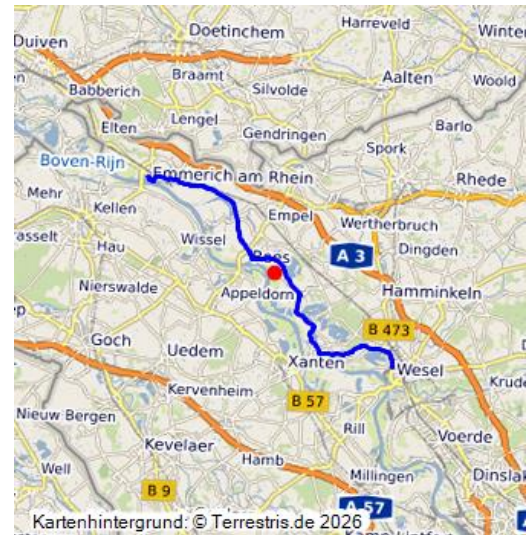 Doetinchem
Harreveld
Winter
Duiven
Braamt
Silvolde
Aalten
Woold
Babberich
Lengel
Barlo
Elten
Gendringen
Boven-Rijn
Spork
Emmerich am Rhein
Rhede
Mehr
Kellen
Empel
Wertherbruch
Wissel
Rees
A 3
Dingden
Hau
Appeldorn
Hamminkeln
Nierswalde
B 473
Goch
Uedem
Xanten
Wesel
Krude
B 57
Kervenheim
Nieuw Bergen
Rill
Voerde
Kevelaer
Hamb
Well
Millingen
Dinslak
B 9
A 57
A
Kartenhintergrund: © Terrestris.de 2026